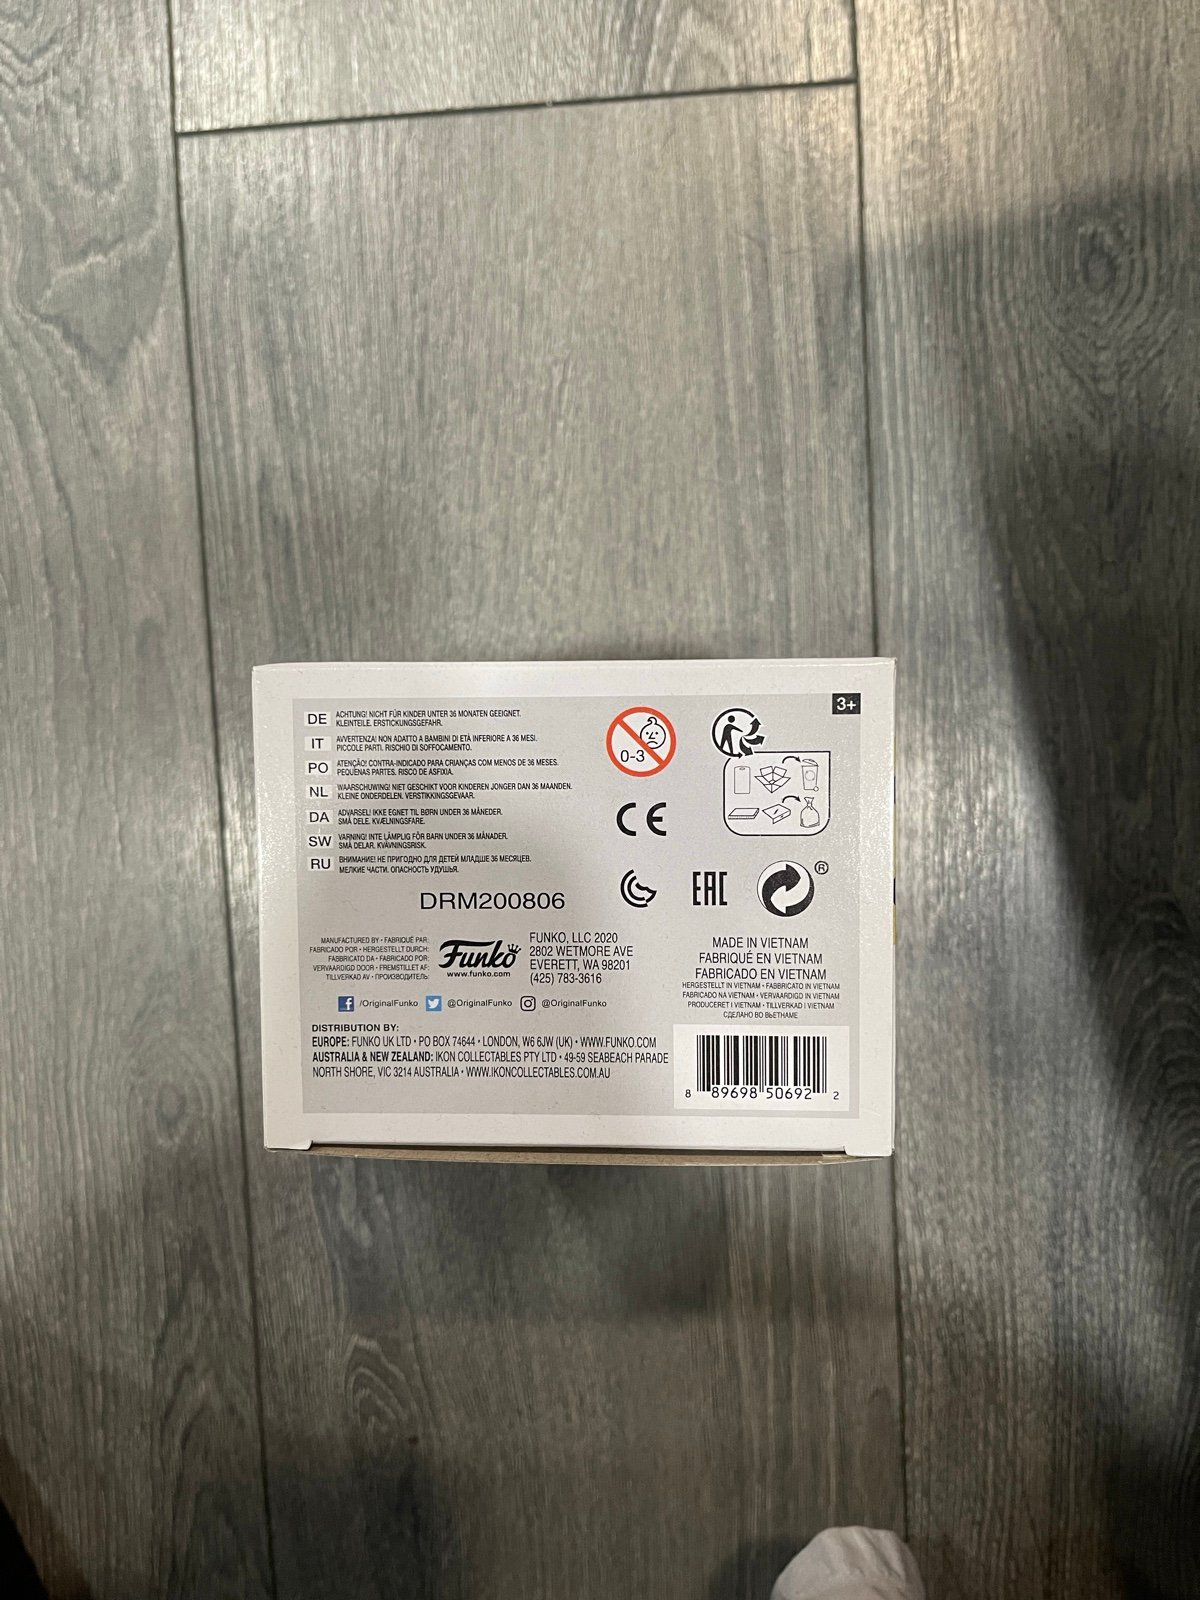 3+
DE ACHTUNG! NICHT FÜR KINDER UNTER 36 MONATEN GEEIGNET.
KLEINTEILE. ERSTICKUNGSGEFAHR.
IT AVVERTENZA! NON ADATTO A BAMBINI DI ETÀ INFERIORE A 36 MESI.
PICCOLE PARTI. RISCHIO DI SOFFOCAMENTO.
PO ATENÇÃO! CONTRA-INDICADO PARA CRIANÇAS COM MENOS DE 36 MESES.
PEQUENAS PARTES. RISCO DE ASFIXIA.
NL WAARSCHUWING! NIET GESCHIKT VOOR KINDEREN JONGER DAN 36 MAANDEN.
KLEINE ONDERDELEN. VERSTIKKINGSGEVAAR.
DA ADVARSEL! IKKE EGNET TIL BØRN UNDER 36 MÅNEDER.
SMÅ DELE. KVÆLNINGSFARE.
SW VARNING! INTE LÄMPLIG FÖR BARN UNDER 36 MÅNADER.
SMÅ DELAR. KVÄVNINGSRISK.
RU ВНИМАНИЕ! НЕ ПРИГОДНО ДЛЯ ДЕТЕЙ МЛАДШЕ 36 МЕСЯЦЕВ.
МЕЛКИЕ ЧАСТИ. ОПАСНОСТЬ УДУШЬЯ.
0-3
CE
EAC
®
DRM200806
MANUFACTURED BY • FABRIQUÉ PAR:
FABRICADO POR • HERGESTELLT DURCH:
FABBRICATO DA • FABRICADO POR:
VERVAARDIGD DOOR • FREMSTILLET AF:
TILLVERKAD AV • ПРОИЗВОДИТЕЛЬ:
Funko
www.funko.com
FUNKO, LLC 2020
2802 WETMORE AVE
EVERETT, WA 98201
(425) 783-3616
MADE IN VIETNAM
FABRIQUÉ EN VIETNAM
FABRICADO EN VIETNAM
HERGESTELLT IN VIETNAM • FABBRICATO IN VIETNAM
FABRICADO NA VIETNAM • VERVAARDIGD IN VIETNAM
PRODUCERET I VIETNAM • TILLVERKAD I VIETNAM
СДЕЛАНО ВО ВЬЕТНАМЕ
/OriginalFunko @OriginalFunko @OriginalFunko
DISTRIBUTION BY:
EUROPE: FUNKO UK LTD • PO BOX 74644 • LONDON, W6 6JW (UK) • WWW.FUNKO.COM
AUSTRALIA & NEW ZEALAND: IKON COLLECTABLES PTY LTD • 49-59 SEABEACH PARADE
NORTH SHORE, VIC 3214 AUSTRALIA • WWW.IKONCOLLECTABLES.COM.AU
8 89698 50692 2